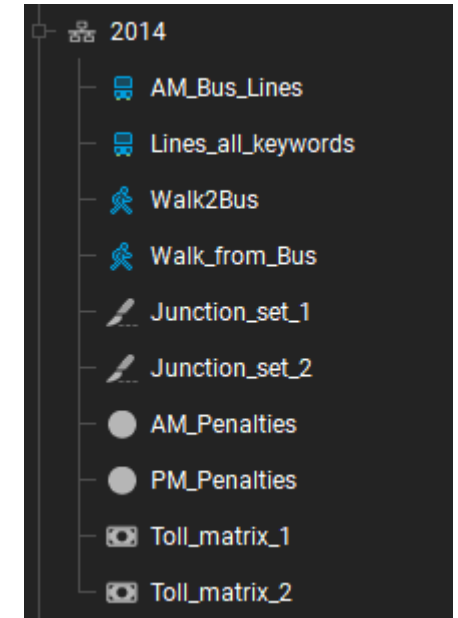 2014
AM_Bus_Lines
Lines_all_keywords
Walk2Bus
Walk_from_Bus
Junction_set_1
Junction_set_2
AM_Penalties
PM_Penalties
Toll_matrix_1
Toll_matrix_2